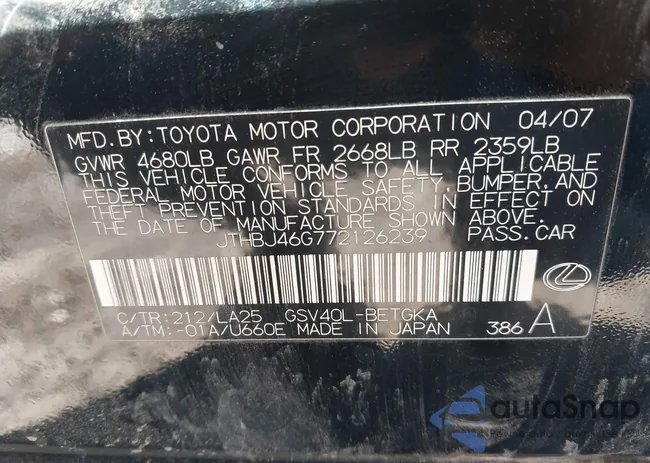 MFD.BY:TOYOTA MOTOR CORPORATION 04/07
GVWR 4680LB GAWR FR 2668LB RR 2359LB
THIS VEHICLE CONFORMS TO ALL APPLICABLE
FEDERAL MOTOR VEHICLE SAFETY,BUMPER,AND
THEFT PREVENTION STANDARDS IN EFFECT ON
THE DATE OF MANUFACTURE SHOWN ABOVE.
JTHBJ46G772126239 PASS.CAR
C/TR:212/LA25 GSV40L-BETGKA
A/TM:-01A/U660E MADE IN JAPAN 386 A
autoSnap